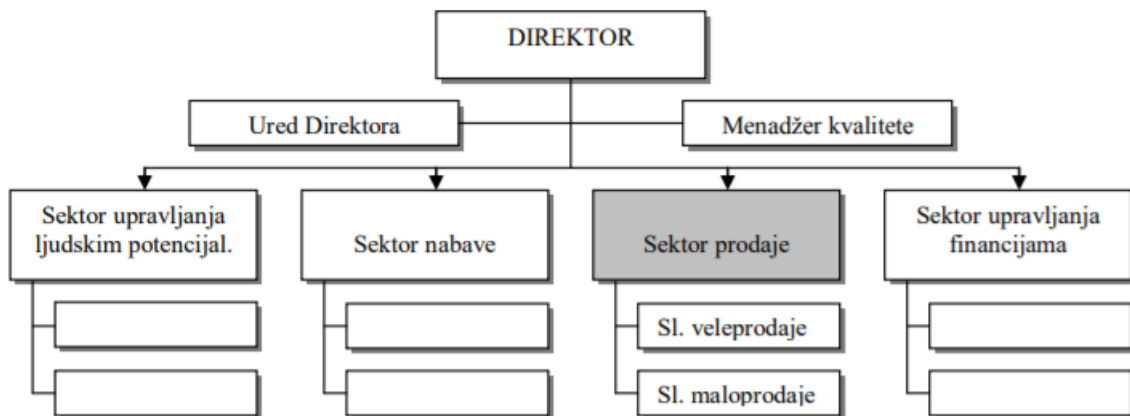 DIREKTOR
Ured Direktora
Menadžer kvalitete
Sektor upravljanja
ljudskim potencijal.
Sektor nabave
Sektor prodaje
Sektor upravljanja
financijama
Sl. veleprodaje
Sl. maloprodaje